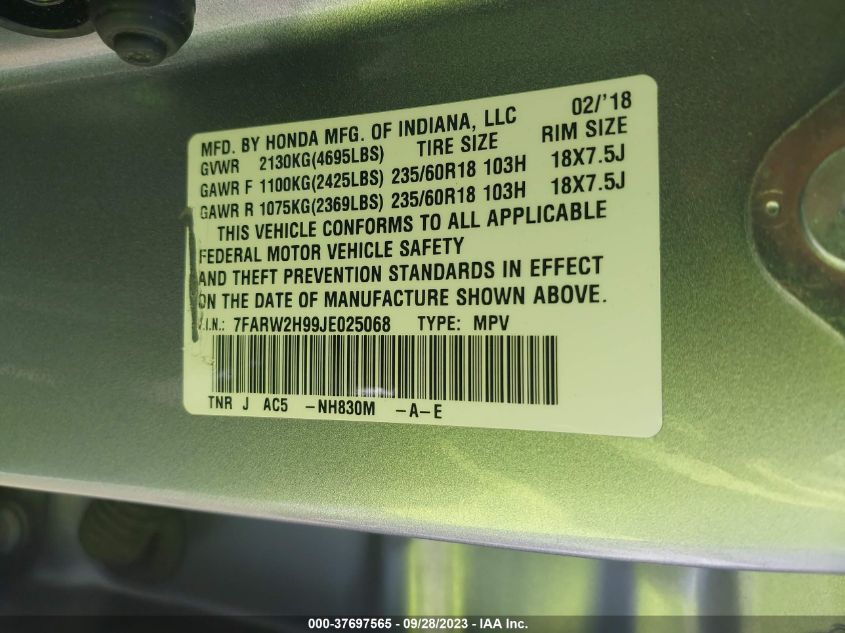 MFD. BY HONDA MFG. OF INDIANA, LLC 02/'18
GVWR 2130KG(4695LBS) TIRE SIZE RIM SIZE
GAWR F 1100KG(2425LBS) 235/60R18 103H 18X7.5J
GAWR R 1075KG(2369LBS) 235/60R18 103H 18X7.5J
THIS VEHICLE CONFORMS TO ALL APPLICABLE
FEDERAL MOTOR VEHICLE SAFETY
AND THEFT PREVENTION STANDARDS IN EFFECT
ON THE DATE OF MANUFACTURE SHOWN ABOVE.
V.I.N.: 7FARW2H99JE025068 TYPE: MPV
TNR J AC5 -NH830M -A-E
000-37697565 - 09/28/2023 - IAA Inc.